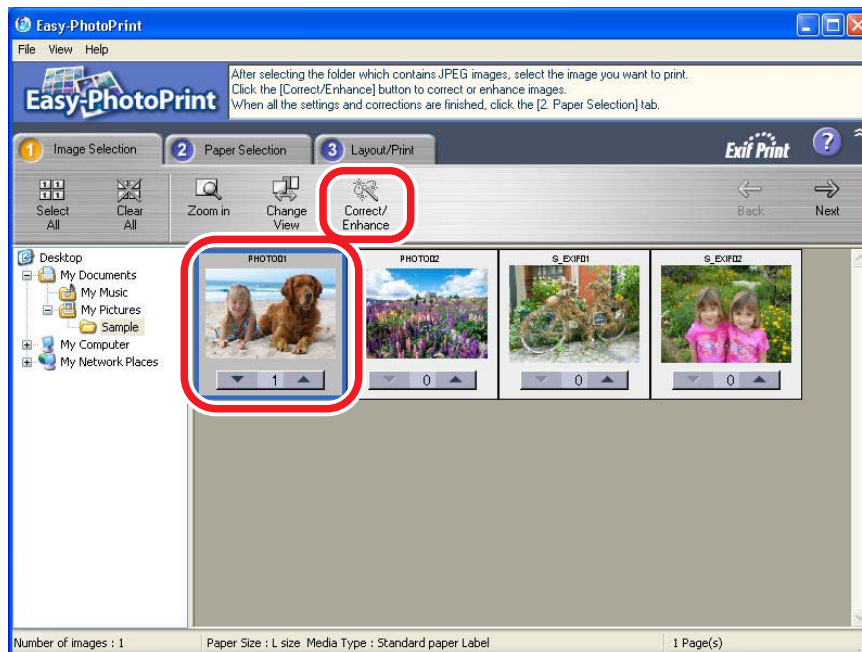 Easy-PhotoPrint
File View Help
Easy-PhotoPrint
After selecting the folder which contains JPEG images, select the image you want to print.
Click the [Correct/Enhance] button to correct or enhance images.
When all the settings and corrections are finished, click the [2. Paper Selection] tab.
1 Image Selection
2 Paper Selection
3 Layout/Print
Exif Print
?
Select All
Clear All
Zoom in
Change View
Correct/Enhance
Back
Next
Desktop
My Documents
My Music
My Pictures
Sample
My Computer
My Network Places
PHOTO01
PHOTO02
S_EXIF01
S_EXIF02
1
0
0
0
Number of images : 1
Paper Size : L size Media Type : Standard paper Label
1 Page(s)